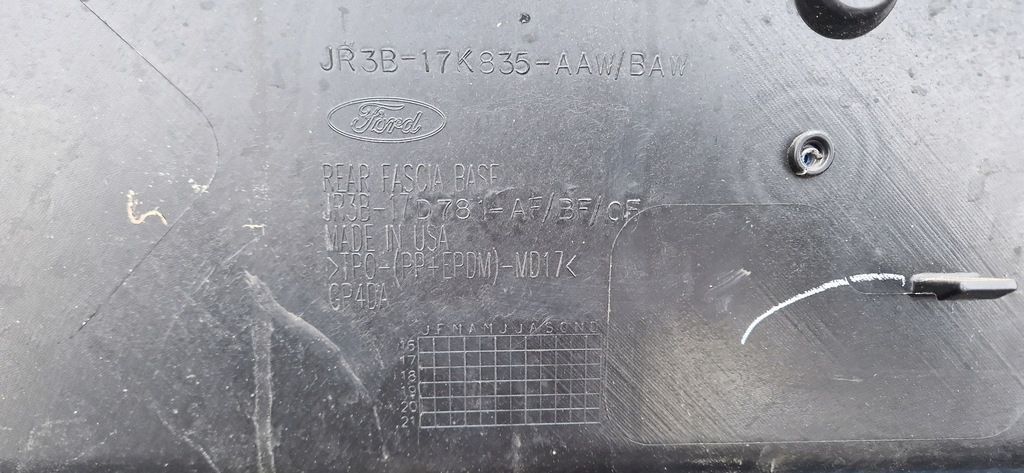 JR3B-17K835-AAW/BAW
Ford
REAR FASCIA BASE
JR3B-17D781-AF/BF/CF
MADE IN USA
>TPO-(PP+EPDM)-MD17<
CP4DA
J F M A M J J A S O N D
16
17
18
19
20
21